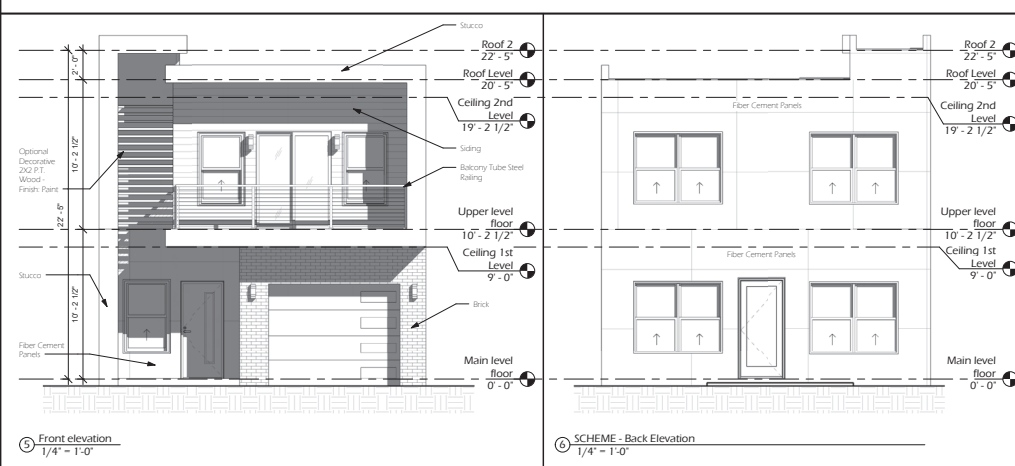 Stucco
Roof 2
22' - 5"
Roof Level
20' - 5"
Ceiling 2nd
Level
19' - 2 1/2"
Siding
Balcony Tube Steel
Railing
Optional
Decorative
2X2 P.T.
Wood -
Finish: Paint
2' - 0"
10' - 2 1/2"
22' - 5"
10' - 2 1/2"
Upper level
floor
10' - 2 1/2"
Ceiling 1st
Level
9' - 0"
Stucco
Brick
Fiber Cement
Panels
Main level
floor
0' - 0"
5 Front elevation
1/4" = 1'-0"
Roof 2
22' - 5"
Roof Level
20' - 5"
Fiber Cement Panels
Ceiling 2nd
Level
19' - 2 1/2"
Upper level
floor
10' - 2 1/2"
Fiber Cement Panels
Ceiling 1st
Level
9' - 0"
Main level
floor
0' - 0"
6 SCHEME - Back Elevation
1/4" = 1'-0"